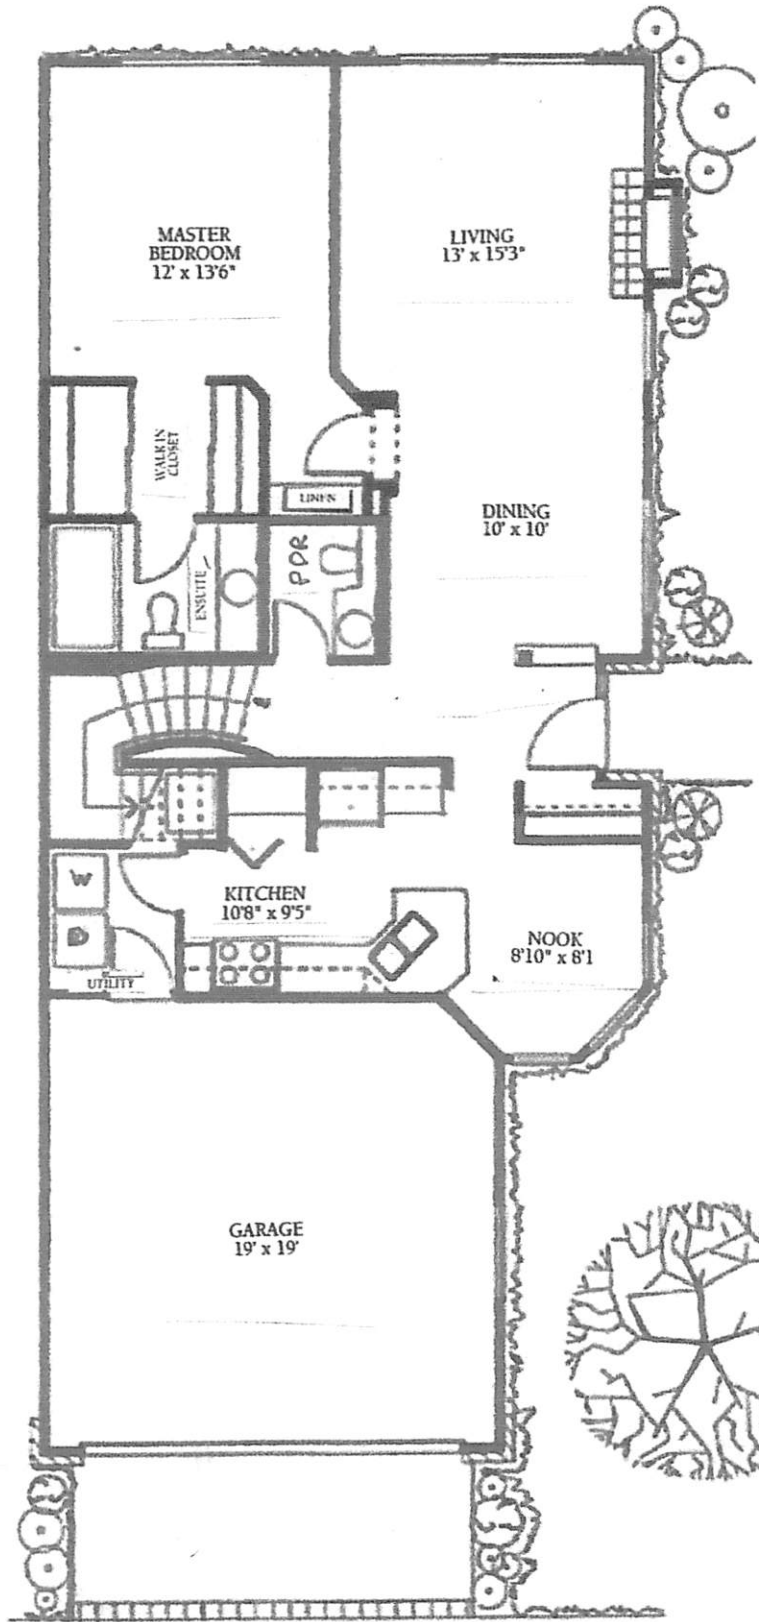 MASTER
BEDROOM
12' x 13'6"
LIVING
13' x 15'3"
WALK IN
CLOSET
LINEN
DINING
10' x 10'
PDR
ENSUITE
W
D
UTILITY
KITCHEN
10'8" x 9'5"
NOOK
8'10" x 8'1
GARAGE
19' x 19'